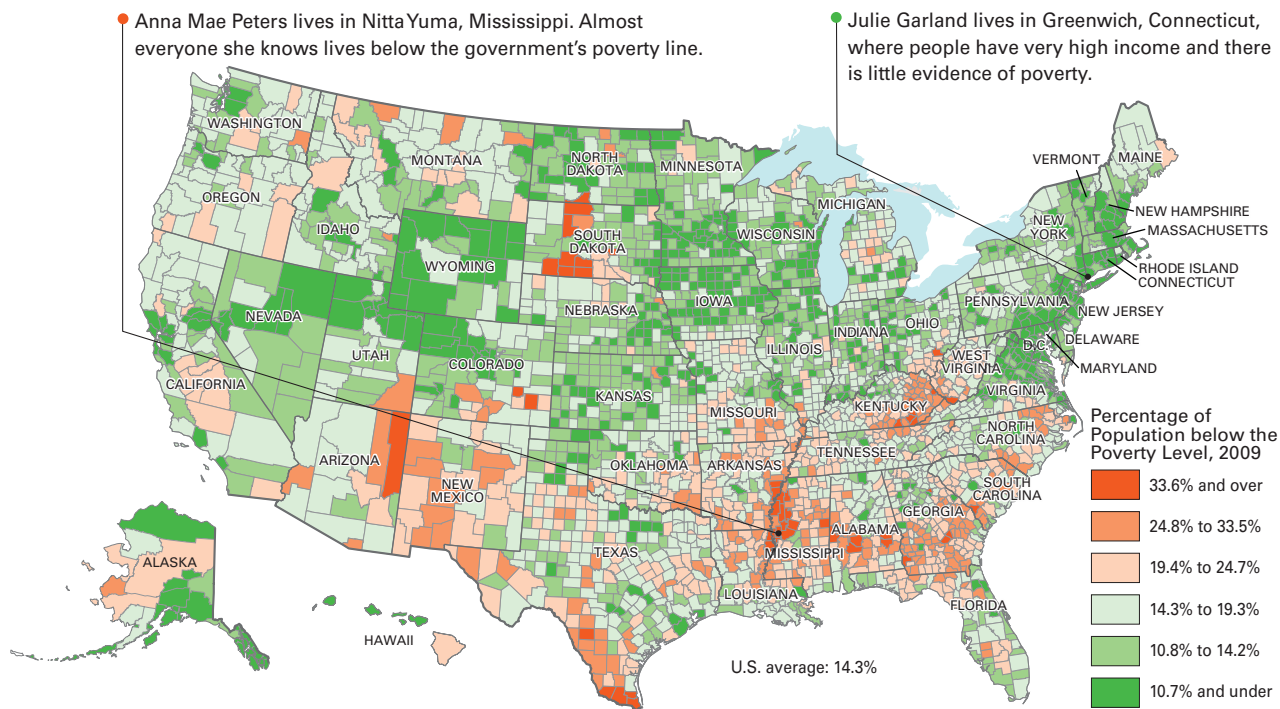 Anna Mae Peters lives in Nitta Yuma, Mississippi. Almost
everyone she knows lives below the government’s poverty line.
Julie Garland lives in Greenwich, Connecticut,
where people have very high income and there
is little evidence of poverty.
WASHINGTON
MONTANA
NORTH
DAKOTA
MINNESOTA
VERMONT
MAINE
OREGON
IDAHO
WYOMING
SOUTH
DAKOTA
WISCONSIN
MICHIGAN
NEW
YORK
NEW HAMPSHIRE
MASSACHUSETTS
RHODE ISLAND
CONNECTICUT
NEVADA
UTAH
COLORADO
NEBRASKA
IOWA
ILLINOIS
INDIANA
OHIO
PENNSYLVANIA
NEW JERSEY
D.C.
DELAWARE
MARYLAND
WEST
VIRGINIA
VIRGINIA
CALIFORNIA
KANSAS
MISSOURI
KENTUCKY
NORTH
CAROLINA
TENNESSEE
ARIZONA
NEW
MEXICO
OKLAHOMA
ARKANSAS
SOUTH
CAROLINA
GEORGIA
ALABAMA
MISSISSIPPI
TEXAS
LOUISIANA
FLORIDA
ALASKA
HAWAII
U.S. average: 14.3%
Percentage of
Population below the
Poverty Level, 2009
33.6% and over
24.8% to 33.5%
19.4% to 24.7%
14.3% to 19.3%
10.8% to 14.2%
10.7% and under